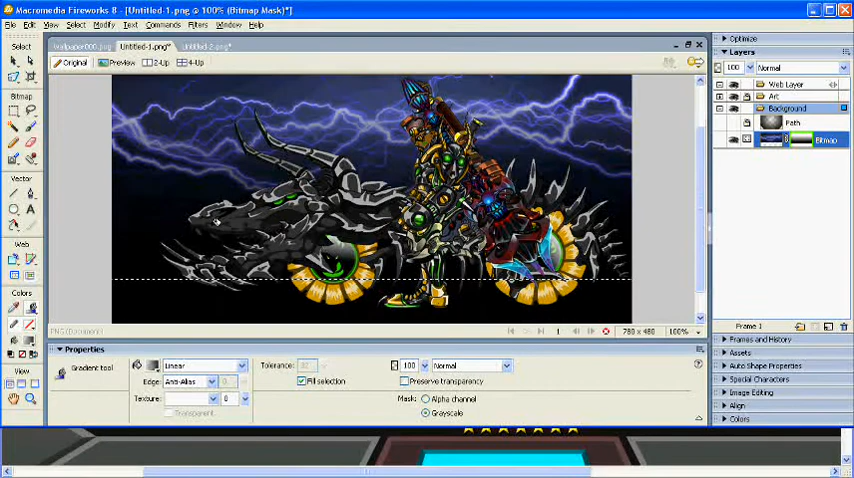 Macromedia Fireworks 8 - [Untitled-1.png @ 100% (Bitmap Mask)*]
File Edit View Select Modify Text Commands Filters Window Help
Select
Wallpaper000.png Untitled-1.png* Untitled-2.png*
Original Preview 2-Up 4-Up
Bitmap
Vector
Web
Colors
View
Optimize
Layers
100 Normal
Web Layer
Art
Background
Path
Bitmap
Frame 1
Frames and History
Assets
Auto Shape Properties
Special Characters
Image Editing
Align
Colors
PNG (Document) 1 780 x 480 100%
Properties
Gradient tool
Linear
Edge: Anti-Alias 0
Texture: 0
Transparent
Tolerance: 32
Fill selection
100 Normal
Preserve transparency
Mask: Alpha channel
Grayscale